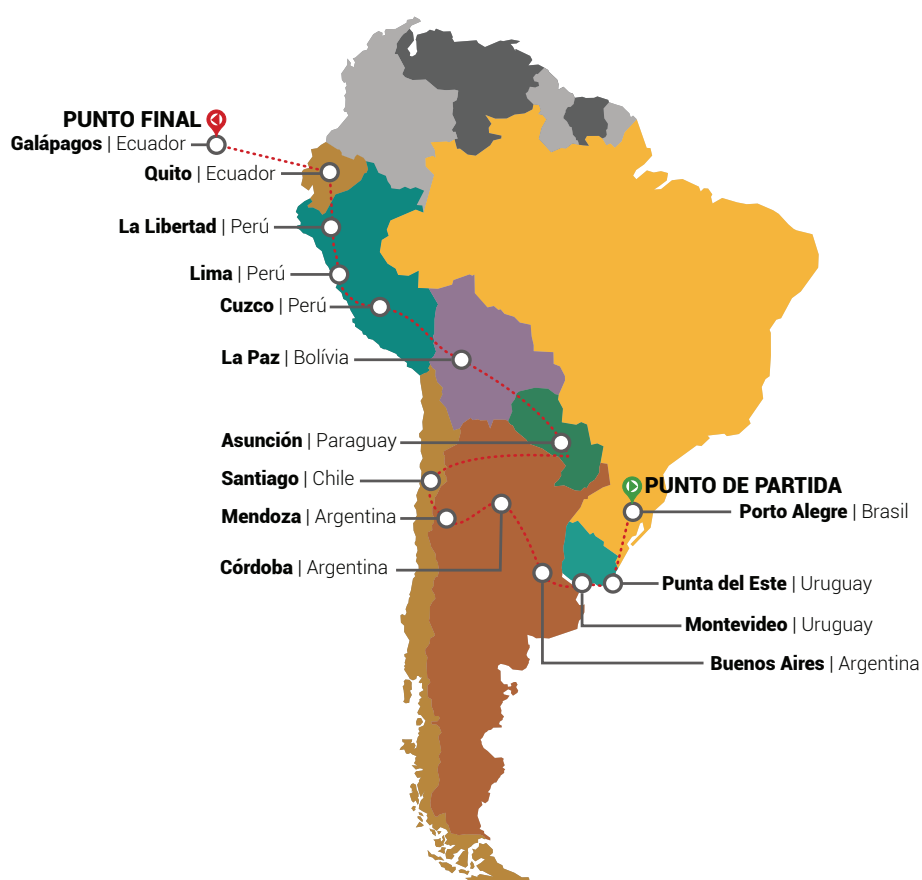 PUNTO FINAL
Galápagos | Ecuador
Quito | Ecuador
La Libertad | Perú
Lima | Perú
Cuzco | Perú
La Paz | Bolívia
Asunción | Paraguay
Santiago | Chile
Mendoza | Argentina
Córdoba | Argentina
PUNTO DE PARTIDA
Porto Alegre | Brasil
Punta del Este | Uruguay
Montevideo | Uruguay
Buenos Aires | Argentina